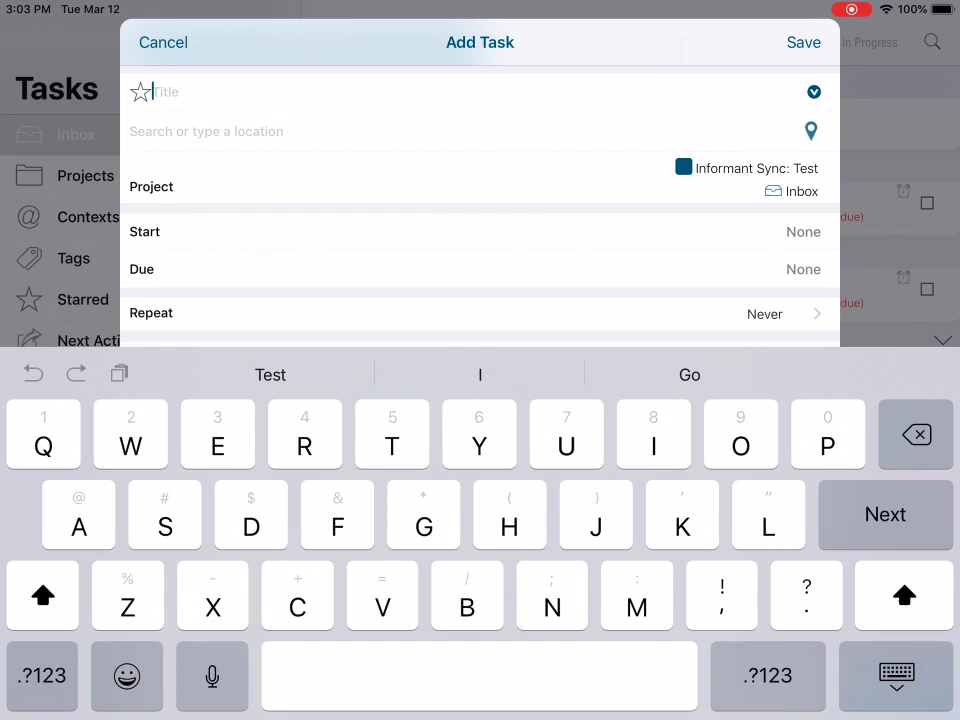 3:03 PM Tue Mar 12
100%
Cancel
Add Task
Save
In Progress
Tasks
Title
Inbox
Search or type a location
Informant Sync: Test
Projects
Project
Inbox
Contexts
Start
None
due)
Tags
Due
None
Starred
due)
Repeat
Never
Next Acti
Test
I
Go
1 2 3 4 5 6 7 8 9 0
Q W E R T Y U I O P
@ # $ & * ( ) ' "
A S D F G H J K L
Next
% - + = / ; : ! ?
Z X C V B N M , .
.?123
.?123